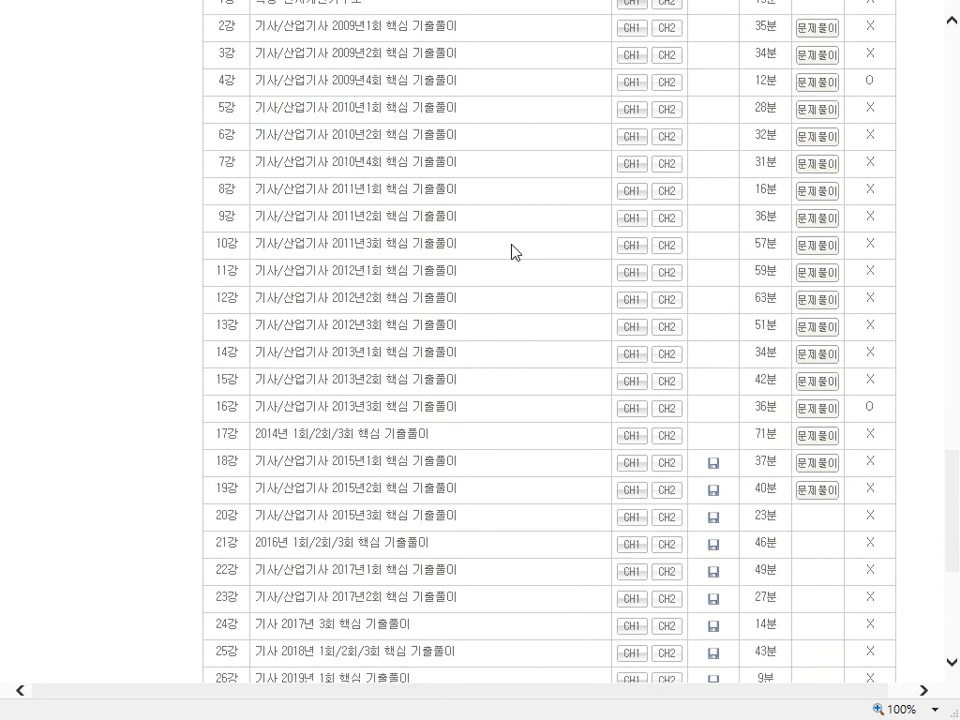 2강 기사/산업기사 2009년1회 핵심 기출풀이 CH1 CH2 35분 문제풀이 X
3강 기사/산업기사 2009년2회 핵심 기출풀이 CH1 CH2 34분 문제풀이 X
4강 기사/산업기사 2009년4회 핵심 기출풀이 CH1 CH2 12분 문제풀이 O
5강 기사/산업기사 2010년1회 핵심 기출풀이 CH1 CH2 28분 문제풀이 X
6강 기사/산업기사 2010년2회 핵심 기출풀이 CH1 CH2 32분 문제풀이 X
7강 기사/산업기사 2010년4회 핵심 기출풀이 CH1 CH2 31분 문제풀이 X
8강 기사/산업기사 2011년1회 핵심 기출풀이 CH1 CH2 16분 문제풀이 X
9강 기사/산업기사 2011년2회 핵심 기출풀이 CH1 CH2 36분 문제풀이 X
10강 기사/산업기사 2011년3회 핵심 기출풀이 CH1 CH2 57분 문제풀이 X
11강 기사/산업기사 2012년1회 핵심 기출풀이 CH1 CH2 59분 문제풀이 X
12강 기사/산업기사 2012년2회 핵심 기출풀이 CH1 CH2 63분 문제풀이 X
13강 기사/산업기사 2012년3회 핵심 기출풀이 CH1 CH2 51분 문제풀이 X
14강 기사/산업기사 2013년1회 핵심 기출풀이 CH1 CH2 34분 문제풀이 X
15강 기사/산업기사 2013년2회 핵심 기출풀이 CH1 CH2 42분 문제풀이 X
16강 기사/산업기사 2013년3회 핵심 기출풀이 CH1 CH2 36분 문제풀이 O
17강 2014년 1회/2회/3회 핵심 기출풀이 CH1 CH2 71분 문제풀이 X
18강 기사/산업기사 2015년1회 핵심 기출풀이 CH1 CH2 37분 문제풀이 X
19강 기사/산업기사 2015년2회 핵심 기출풀이 CH1 CH2 40분 문제풀이 X
20강 기사/산업기사 2015년3회 핵심 기출풀이 CH1 CH2 23분 X
21강 2016년 1회/2회/3회 핵심 기출풀이 CH1 CH2 46분 X
22강 기사/산업기사 2017년1회 핵심 기출풀이 CH1 CH2 49분 X
23강 기사/산업기사 2017년2회 핵심 기출풀이 CH1 CH2 27분 X
24강 기사 2017년 3회 핵심 기출풀이 CH1 CH2 14분 X
25강 기사 2018년 1회/2회/3회 핵심 기출풀이 CH1 CH2 43분 X
26강 기사 2019년 1회 핵심 기출풀이 CH1 CH2 9분 X
100%